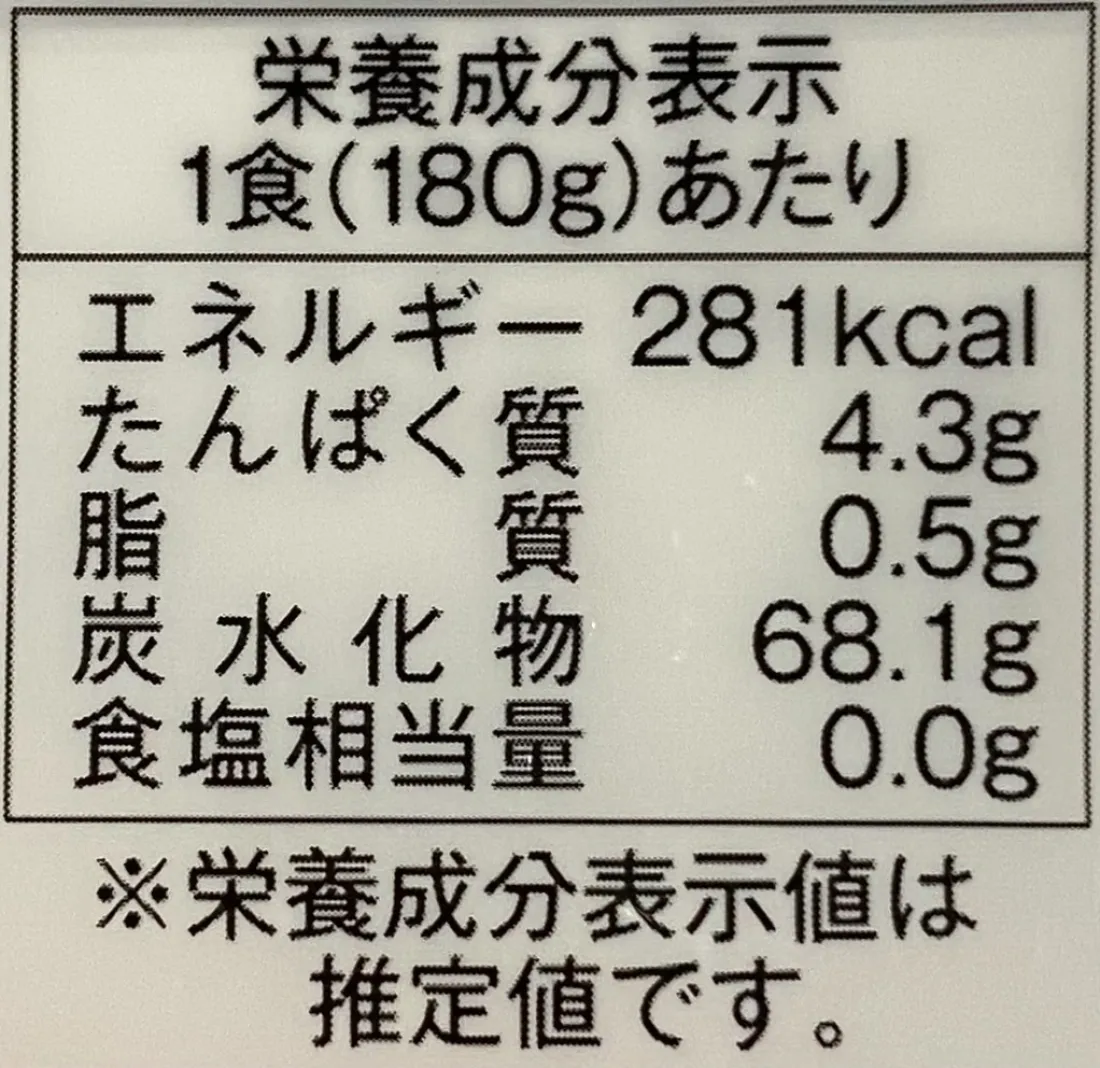 栄養成分表示
1食(180g)あたり
エネルギー 281kcal
たんぱく質 4.3g
脂質 0.5g
炭水化物 68.1g
食塩相当量 0.0g
※栄養成分表示値は
推定値です。